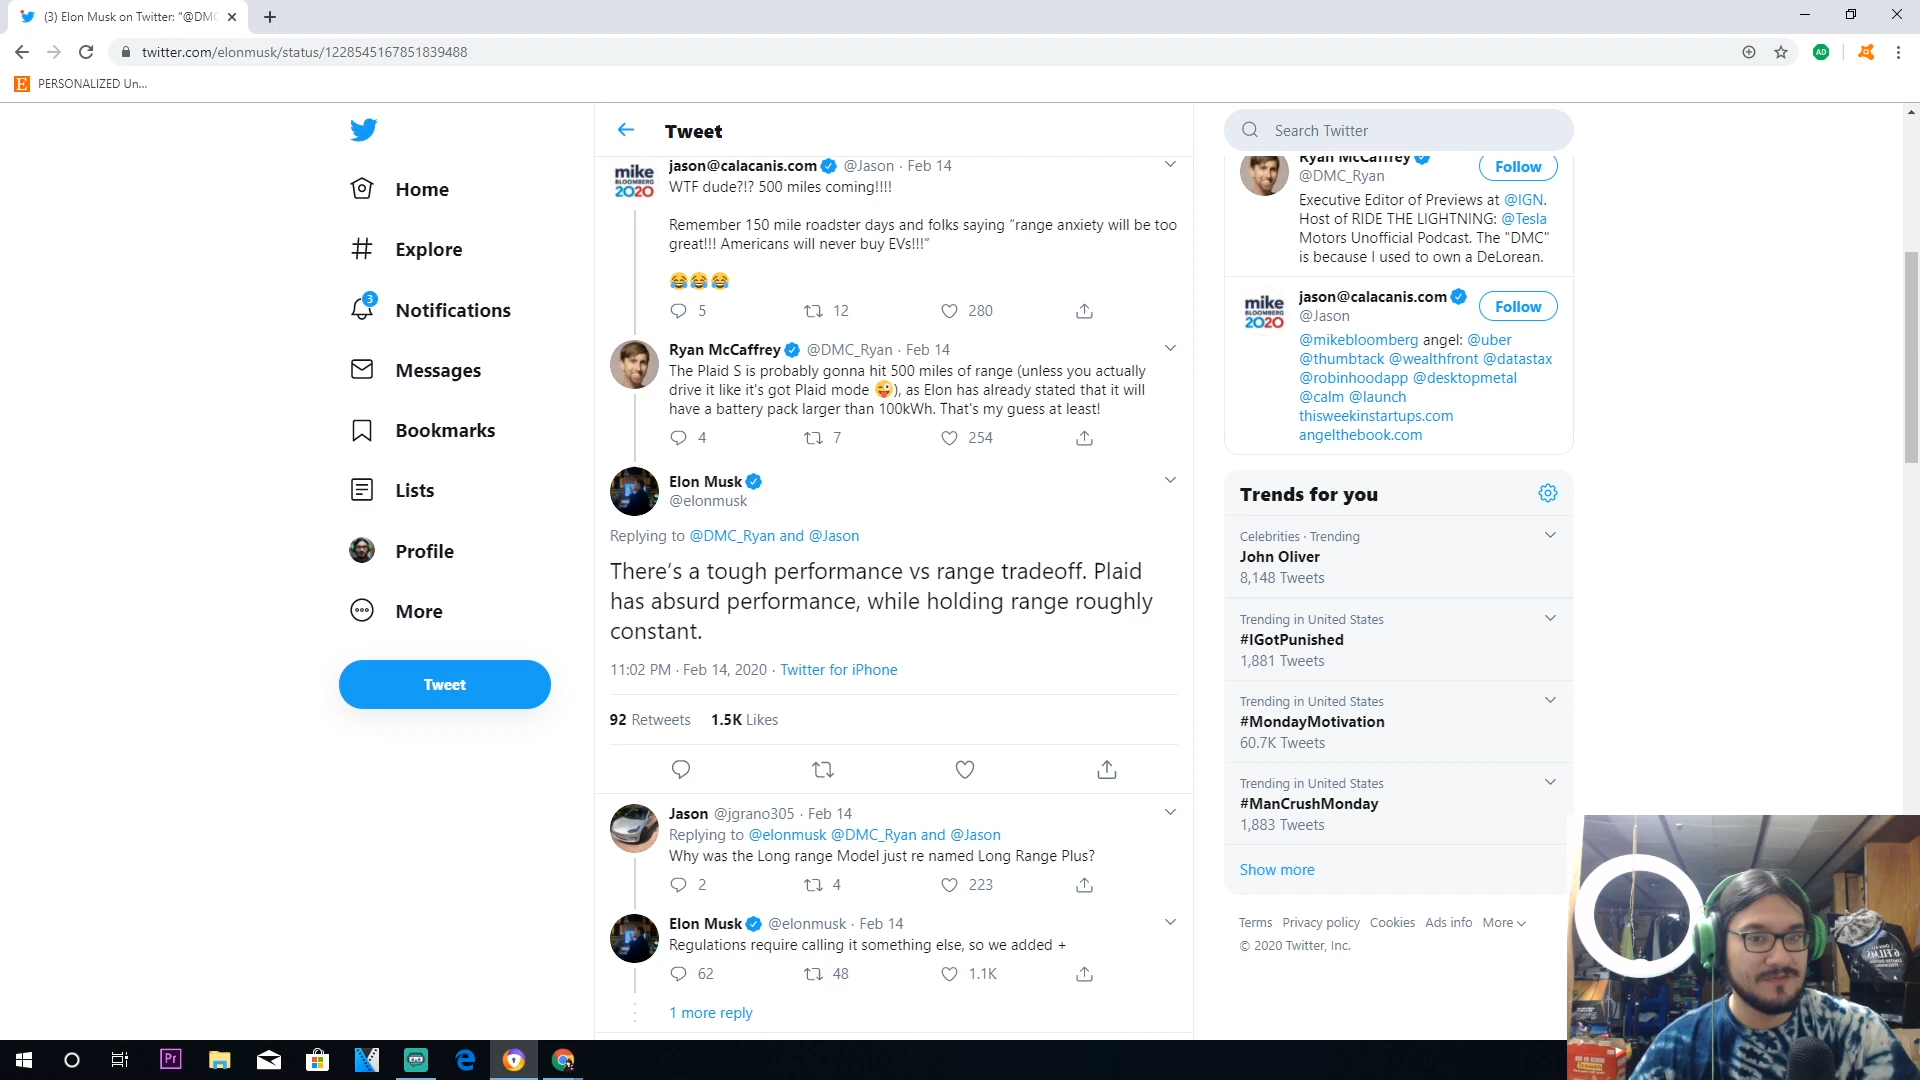 (3) Elon Musk on Twitter: "@DMC
twitter.com/elonmusk/status/1228545167851839488
PERSONALIZED Un...
Home
Explore
3
Notifications
Messages
Bookmarks
Lists
Profile
More
Tweet
Tweet
mike
BLOOMBERG
2020
jason@calacanis.com @Jason · Feb 14
WTF dude?!? 500 miles coming!!!!
Remember 150 mile roadster days and folks saying “range anxiety will be too
great!!! Americans will never buy EVs!!!”
😂😂😂
5 12 280
Ryan McCaffrey @DMC_Ryan · Feb 14
The Plaid S is probably gonna hit 500 miles of range (unless you actually
drive it like it's got Plaid mode 😜), as Elon has already stated that it will
have a battery pack larger than 100kWh. That's my guess at least!
4 7 254
Elon Musk
@elonmusk
Replying to @DMC_Ryan and @Jason
There’s a tough performance vs range tradeoff. Plaid
has absurd performance, while holding range roughly
constant.
11:02 PM · Feb 14, 2020 · Twitter for iPhone
92 Retweets 1.5K Likes
Jason @jgrano305 · Feb 14
Replying to @elonmusk @DMC_Ryan and @Jason
Why was the Long range Model just re named Long Range Plus?
2 4 223
Elon Musk @elonmusk · Feb 14
Regulations require calling it something else, so we added +
62 48 1.1K
1 more reply
Search Twitter
Ryan McCaffrey
@DMC_Ryan
Follow
Executive Editor of Previews at @IGN.
Host of RIDE THE LIGHTNING: @Tesla
Motors Unofficial Podcast. The "DMC"
is because I used to own a DeLorean.
mike
BLOOMBERG
2020
jason@calacanis.com
@Jason
Follow
@mikebloomberg angel: @uber
@thumbtack @wealthfront @datastax
@robinhoodapp @desktopmetal
@calm @launch
thisweekinstartups.com
angelthebook.com
Trends for you
Celebrities · Trending
John Oliver
8,148 Tweets
Trending in United States
#IGotPunished
1,881 Tweets
Trending in United States
#MondayMotivation
60.7K Tweets
Trending in United States
#ManCrushMonday
1,883 Tweets
Show more
Terms Privacy policy Cookies Ads info More
© 2020 Twitter, Inc.
AD
Pr